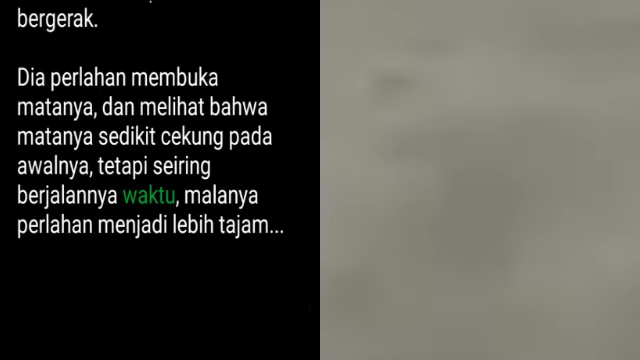 bergerak.
Dia perlahan membuka
matanya, dan melihat bahwa
matanya sedikit cekung pada
awalnya, tetapi seiring
berjalannya waktu, malanya
perlahan menjadi lebih tajam...